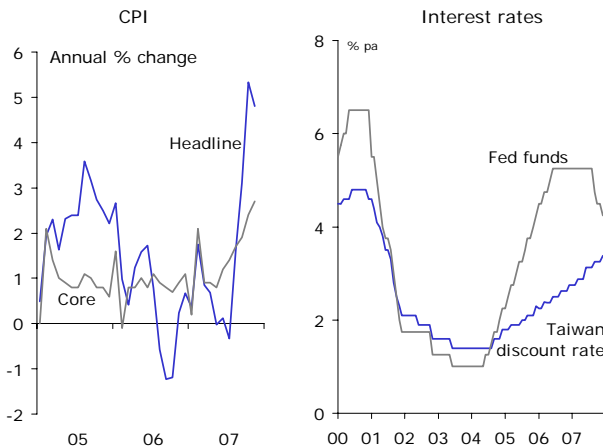 CPI
6
5
4
3
2
1
0
-1
-2
Annual % change
Headline
Core
05 06 07
Interest rates
8
6
4
2
0
% pa
Fed funds
Taiwan
discount rate
00 01 02 03 04 05 06 07